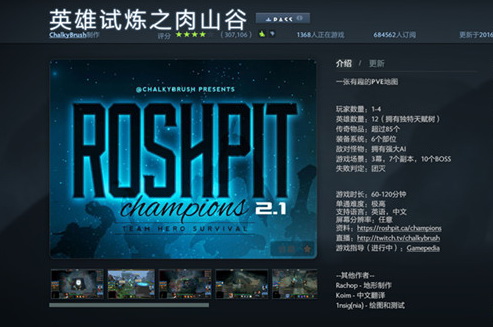 英雄试炼之肉山谷
PASS
ChalkyBrush制作
评分 ★★★★ ( 307,106 )
1368人正在游戏
684562人订阅
更新于2016
@CHALKYBRUSH PRESENTS
ROSHPIT
champions 2.1
TEAM HERO SURVIVAL
介绍 / 更新
一张有趣的PVE地图
玩家数量：1-4
英雄数量：12（拥有独特天赋树）
传奇物品：超过85个
装备系统：6个部位
敌对怪物：拥有强大AI
游戏场景：3幕，7个副本，10个BOSS
失败判定：团灭
游戏时长：60-120分钟
单通难度：极高
支持语言：英语，中文
屏幕分辨率：任意
资料：https://roshpit.ca/champions
直播：http://twitch.tv/chalkybrush
游戏指导（进行中）：Gamepedia
--其他作者--
Rachop - 地形制作
Koim - 中文翻译
1nsig(nia) - 绘图和测试